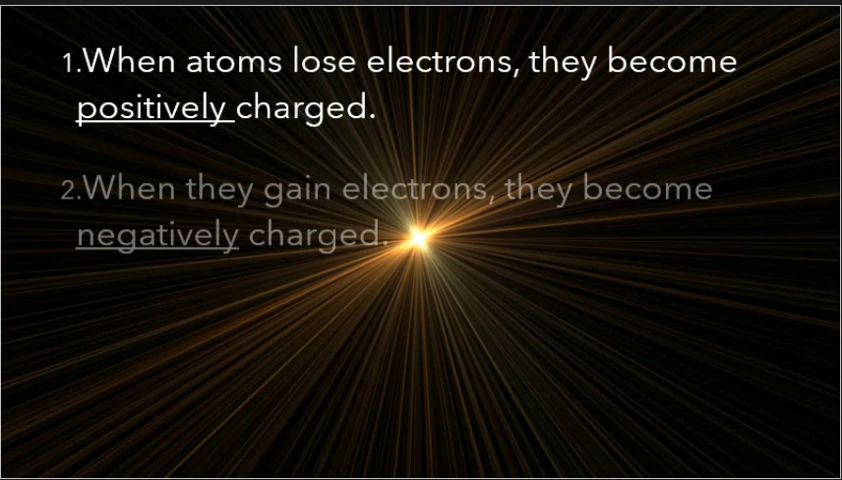 1.When atoms lose electrons, they become
positively charged.
2.When they gain electrons, they become
negatively charged.